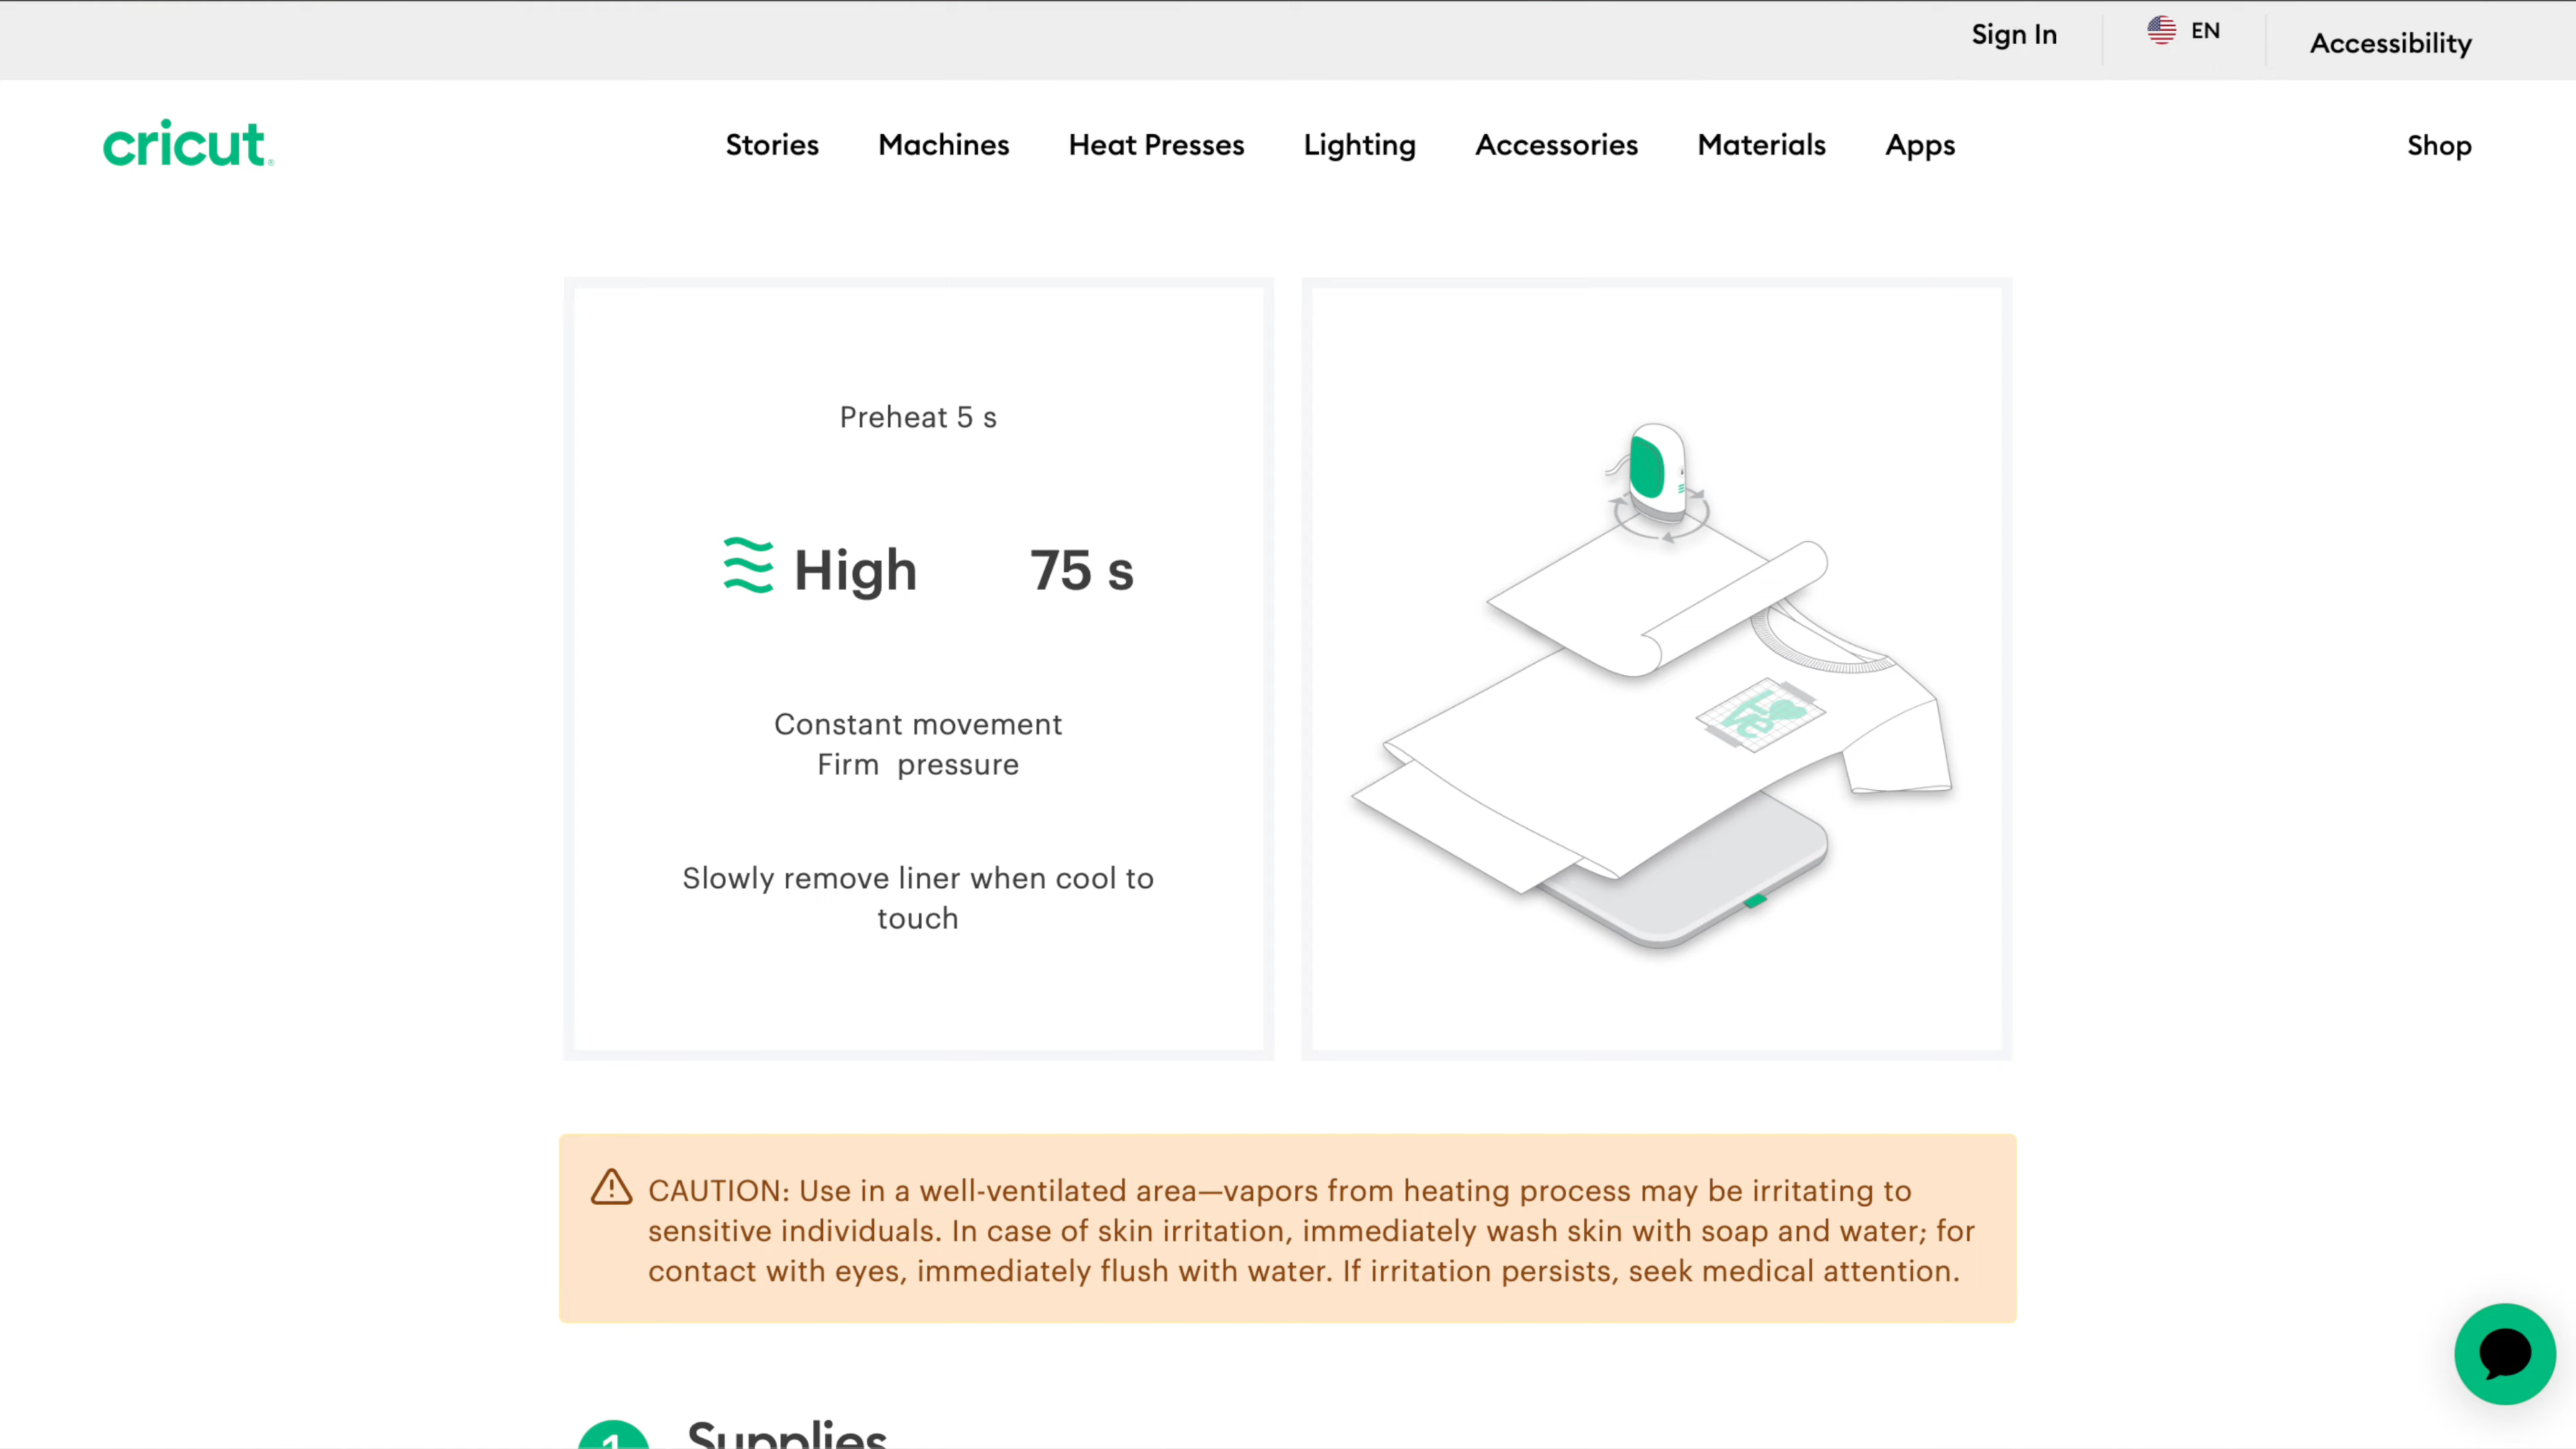 Sign In
EN
Accessibility
cricut
Stories
Machines
Heat Presses
Lighting
Accessories
Materials
Apps
Shop
Preheat 5 s
High
75 s
Constant movement
Firm pressure
Slowly remove liner when cool to
touch
Love
CAUTION: Use in a well-ventilated area—vapors from heating process may be irritating to
sensitive individuals. In case of skin irritation, immediately wash skin with soap and water; for
contact with eyes, immediately flush with water. If irritation persists, seek medical attention.
1
Supplies